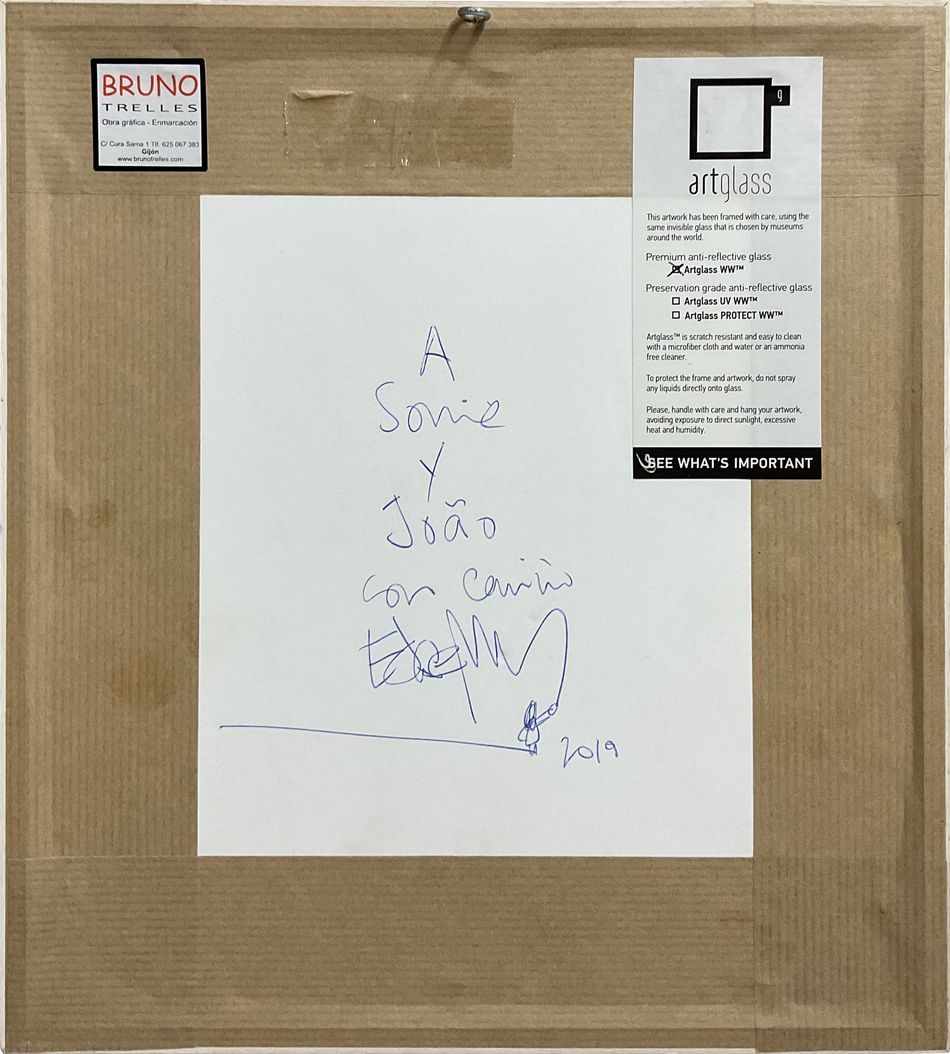 BRUNO
TRELLES
Obra gráfica - Enmarcación
C/ Cura Sama 1 Tlf. 625 067 383
Gijón
www.brunotrelles.com
g
artglass
This artwork has been framed with care, using the
same invisible glass that is chosen by museums
around the world.
Premium anti-reflective glass
Artglass WW™
Preservation grade anti-reflective glass
Artglass UV WW™
Artglass PROTECT WW™
Artglass™ is scratch resistant and easy to clean
with a microfiber cloth and water or an ammonia
free cleaner.
To protect the frame and artwork, do not spray
any liquids directly onto glass.
Please, handle with care and hang your artwork,
avoiding exposure to direct sunlight, excessive
heat and humidity.
SEE WHAT'S IMPORTANT
A
Sonie
y
João
con cariño
2019